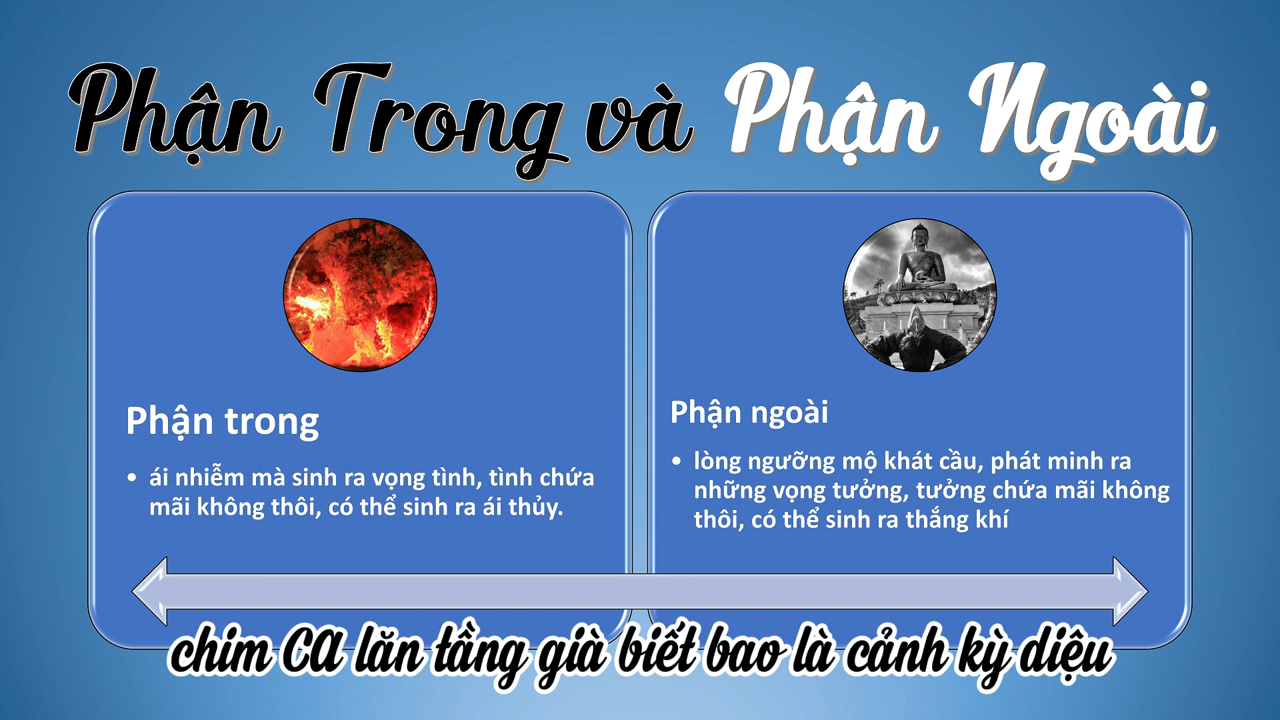 Phận Trong và Phận Ngoài
Phận trong
• ái nhiễm mà sinh ra vọng tình, tình chứa
mãi không thôi, có thể sinh ra ái thủy.
Phận ngoài
• lòng ngưỡng mộ khát cầu, phát minh ra
những vọng tưởng, tưởng chứa mãi không
thôi, có thể sinh ra thắng khí
chim CA lăn tầng già biết bao là cảnh kỳ diệu